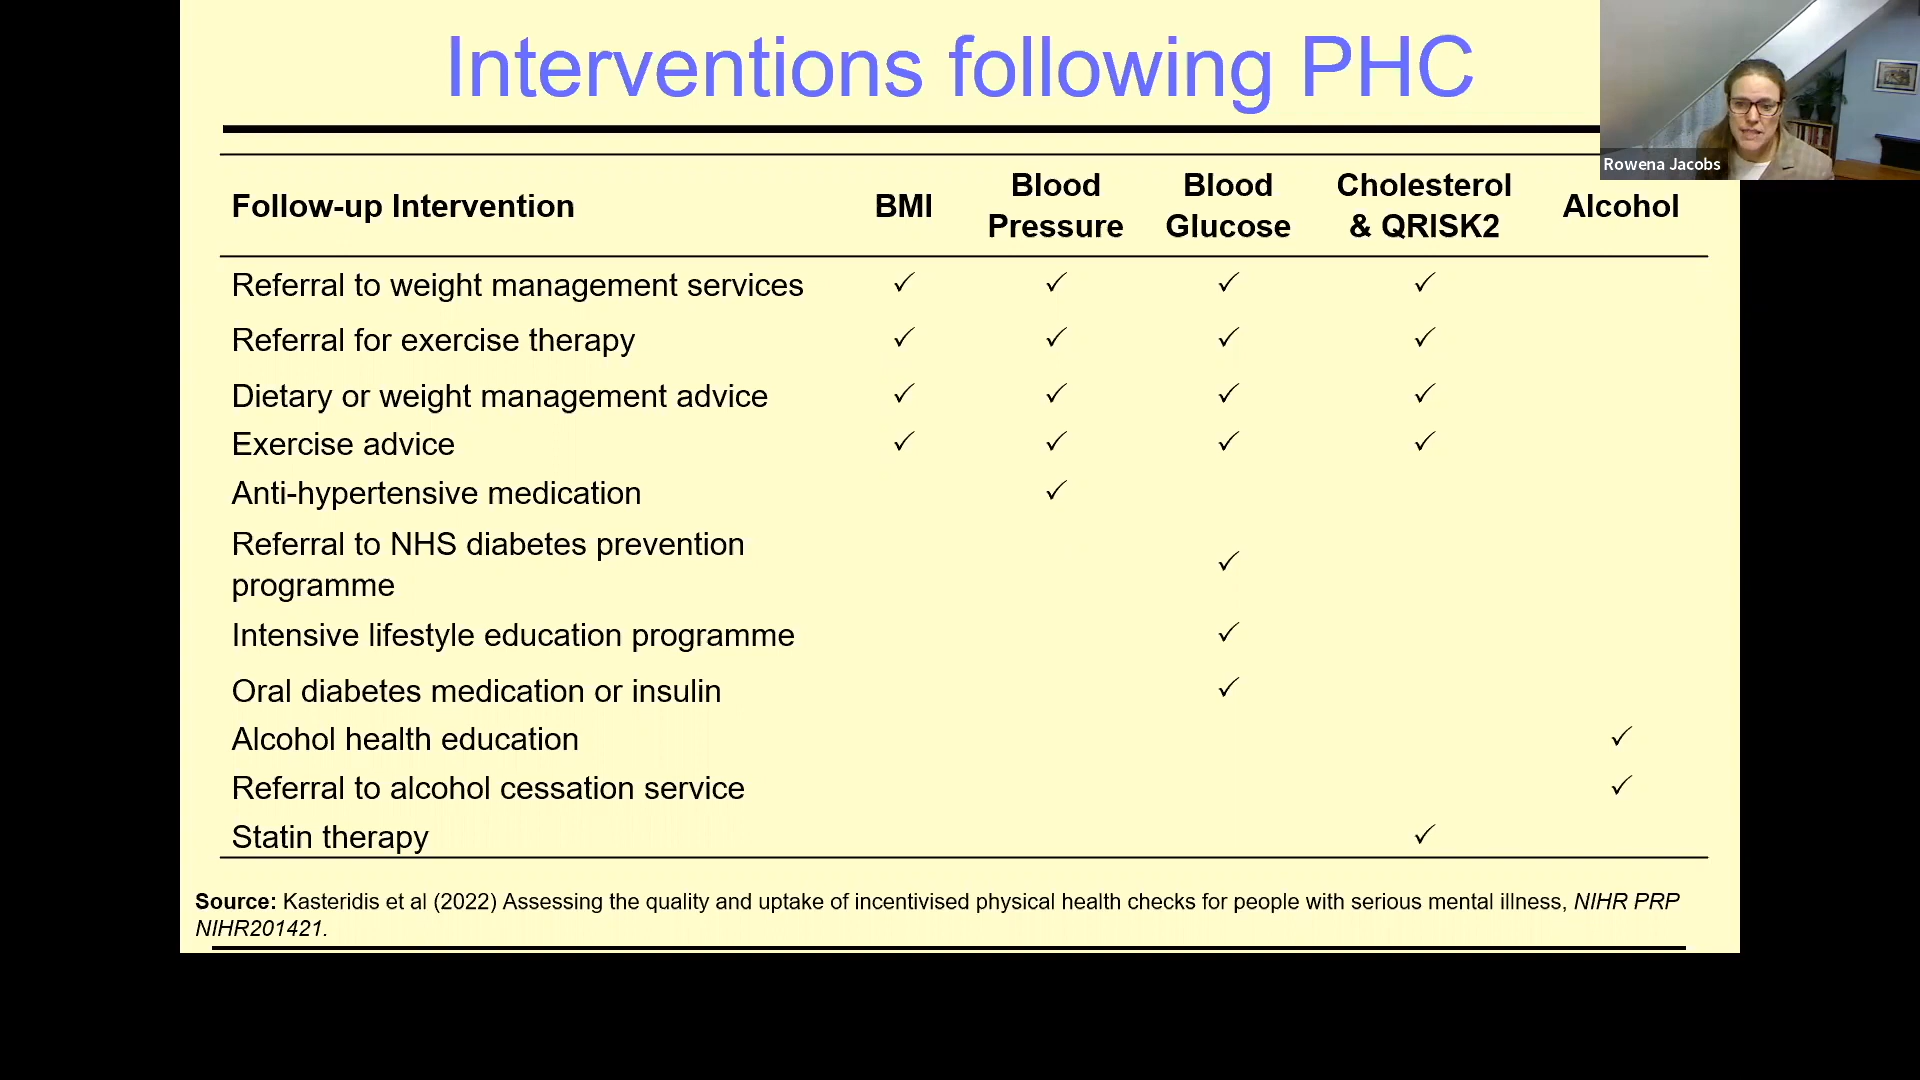 Interventions following PHC
Rowena Jacobs
Follow-up Intervention BMI Blood Pressure Blood Glucose Cholesterol & QRISK2 Alcohol
Referral to weight management services ✓ ✓ ✓ ✓
Referral for exercise therapy ✓ ✓ ✓ ✓
Dietary or weight management advice ✓ ✓ ✓ ✓
Exercise advice ✓ ✓ ✓ ✓
Anti-hypertensive medication ✓
Referral to NHS diabetes prevention
programme ✓
Intensive lifestyle education programme ✓
Oral diabetes medication or insulin ✓
Alcohol health education ✓
Referral to alcohol cessation service ✓
Statin therapy ✓
Source: Kasteridis et al (2022) Assessing the quality and uptake of incentivised physical health checks for people with serious mental illness, NIHR PRP
NIHR201421.